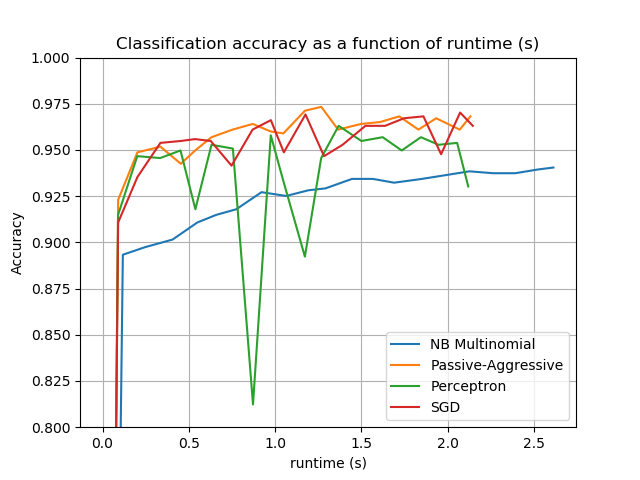 Classification accuracy as a function of runtime (s)
1.000
0.975
0.950
0.925
0.900
0.875
0.850
0.825
0.800
Accuracy
NB Multinomial
Passive-Aggressive
Perceptron
SGD
0.0 0.5 1.0 1.5 2.0 2.5
runtime (s)